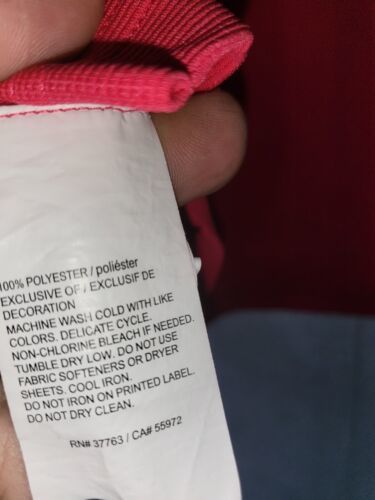 100% POLYESTER / poliéster
EXCLUSIVE OF / EXCLUSIF DE
DECORATION
MACHINE WASH COLD WITH LIKE
COLORS. DELICATE CYCLE.
NON-CHLORINE BLEACH IF NEEDED.
TUMBLE DRY LOW. DO NOT USE
FABRIC SOFTENERS OR DRYER
SHEETS. COOL IRON.
DO NOT IRON ON PRINTED LABEL.
DO NOT DRY CLEAN.
RN# 37763 / CA# 55972